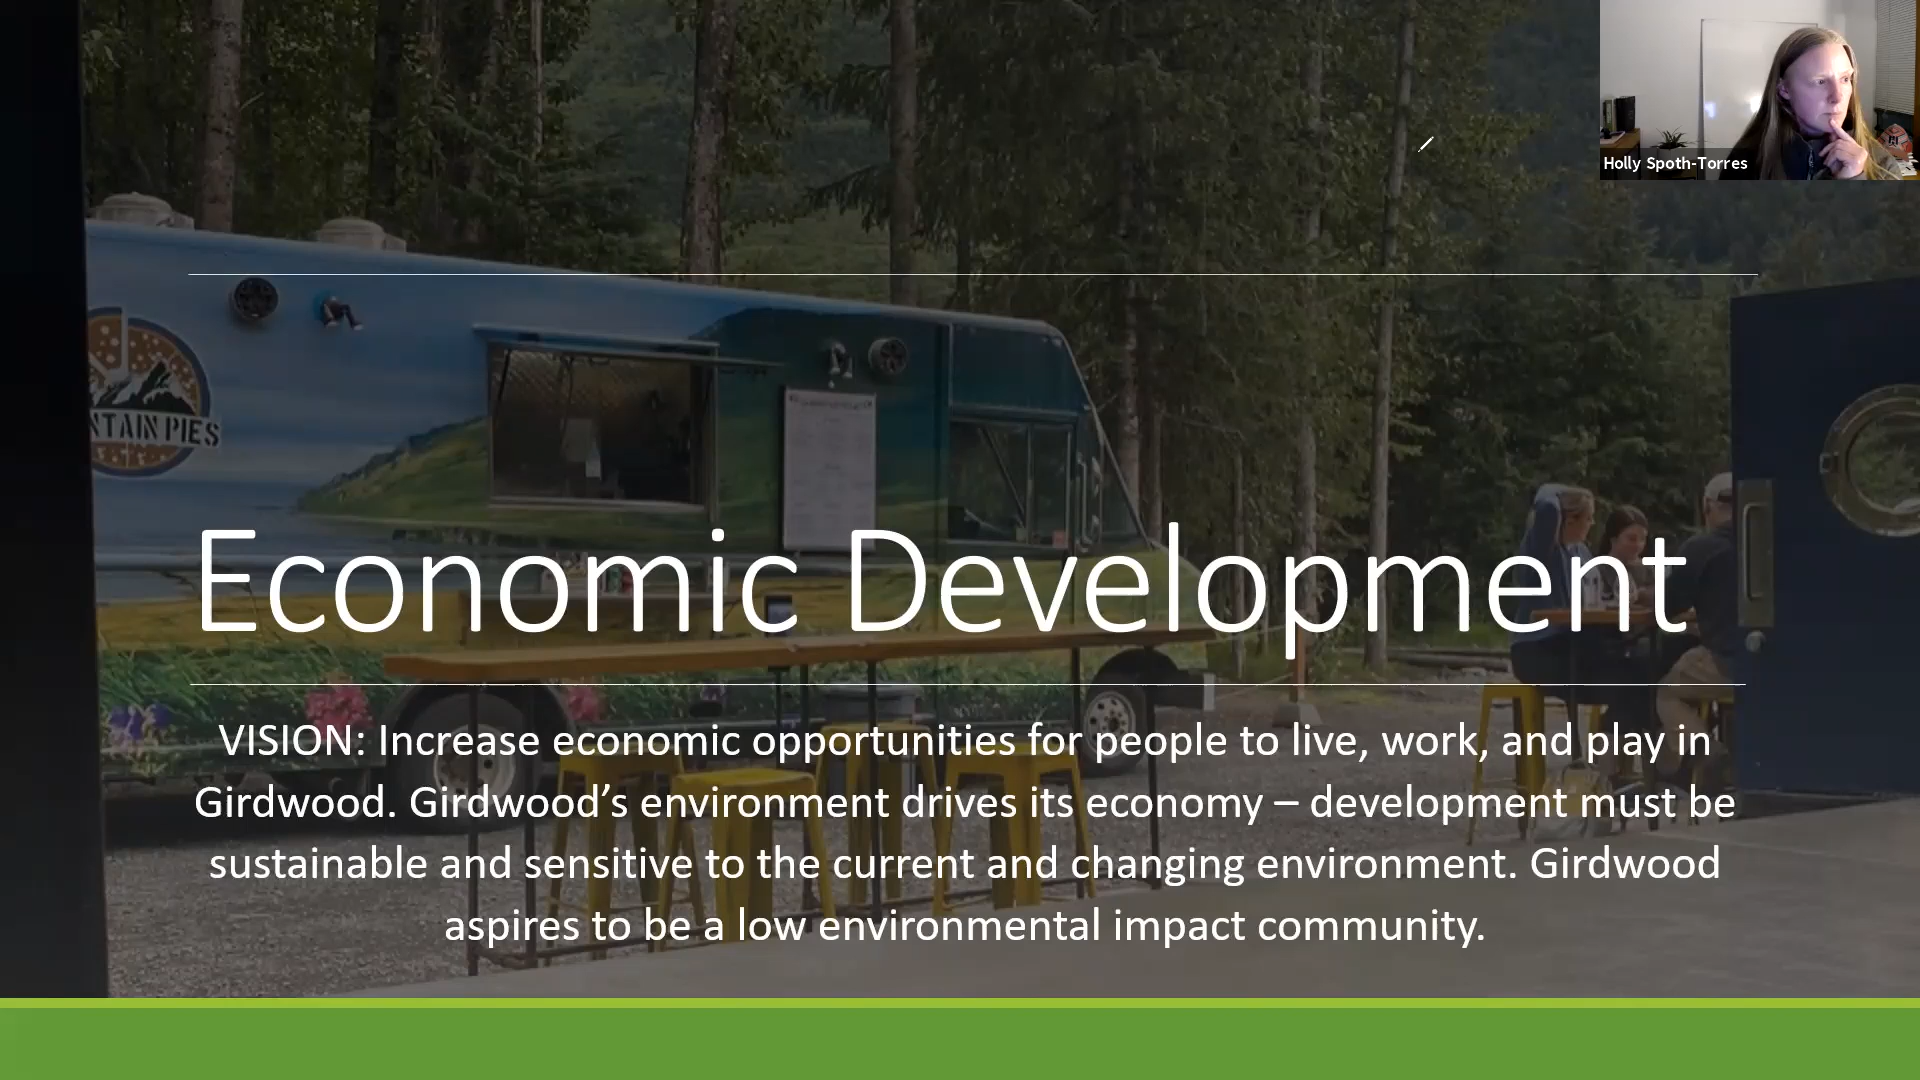 Holly Spoth-Torres
NTAIN PIES
Economic Development
VISION: Increase economic opportunities for people to live, work, and play in
Girdwood. Girdwood’s environment drives its economy – development must be
sustainable and sensitive to the current and changing environment. Girdwood
aspires to be a low environmental impact community.